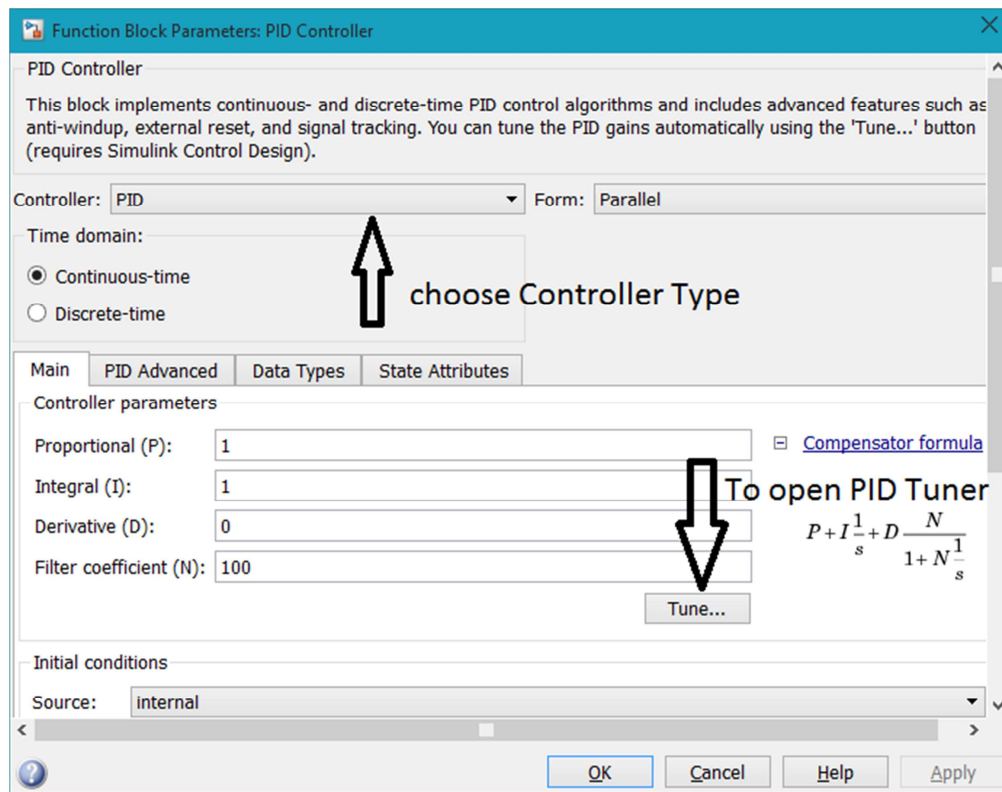 Function Block Parameters: PID Controller
PID Controller
This block implements continuous- and discrete-time PID control algorithms and includes advanced features such as
anti-windup, external reset, and signal tracking. You can tune the PID gains automatically using the 'Tune...' button
(requires Simulink Control Design).
Controller: PID Form: Parallel
Time domain:
Continuous-time
Discrete-time
choose Controller Type
Main PID Advanced Data Types State Attributes
Controller parameters
Proportional (P): 1
Compensator formula
Integral (I): 1
To open PID Tuner
Derivative (D): 0
P+I 1/s +D N/(1+N 1/s)
Filter coefficient (N): 100
Tune...
Initial conditions
Source: internal
OK Cancel Help Apply